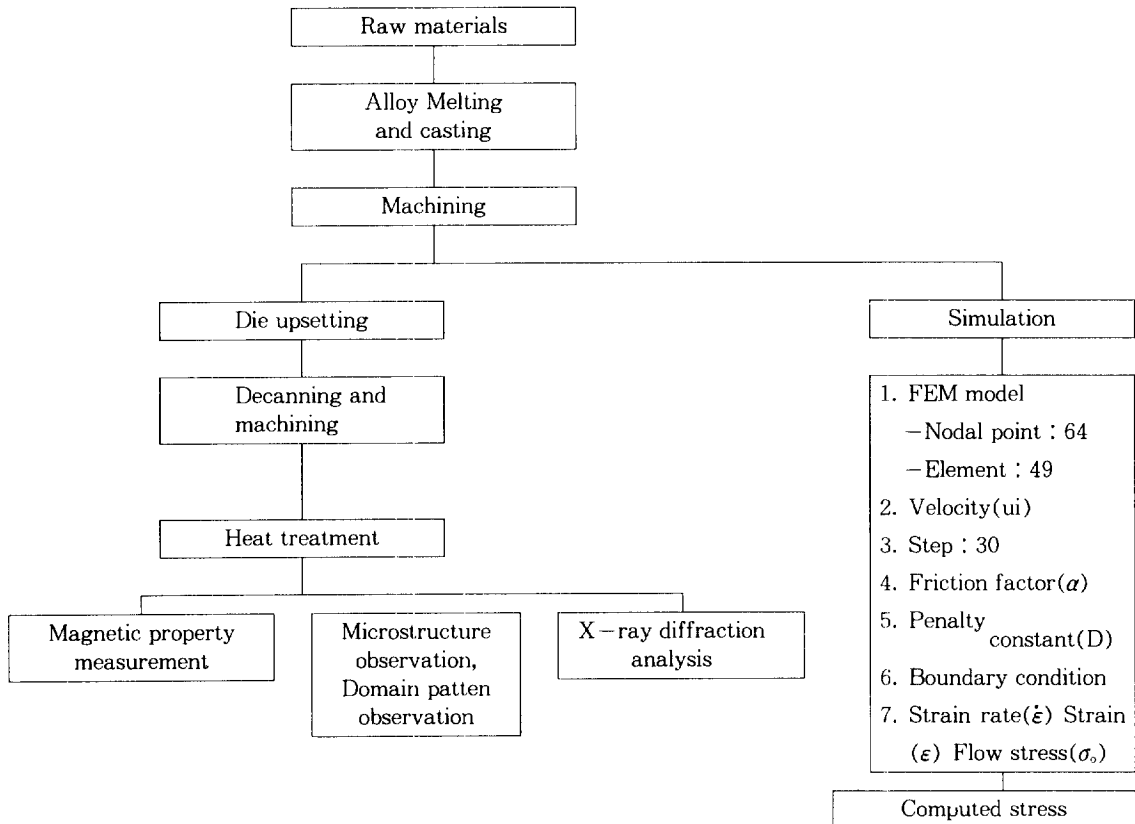 Raw materials
Alloy Melting
and casting
Machining
Die upsetting
Decanning and
machining
Heat treatment
Magnetic property
measurement
Microstructure
observation,
Domain patten
observation
X-ray diffraction
analysis
Simulation
1. FEM model
-Nodal point : 64
-Element : 49
2. Velocity(ui)
3. Step : 30
4. Friction factor(α)
5. Penalty
constant(D)
6. Boundary condition
7. Strain rate(ε̇) Strain
(ε) Flow stress(σₒ)
Computed stress